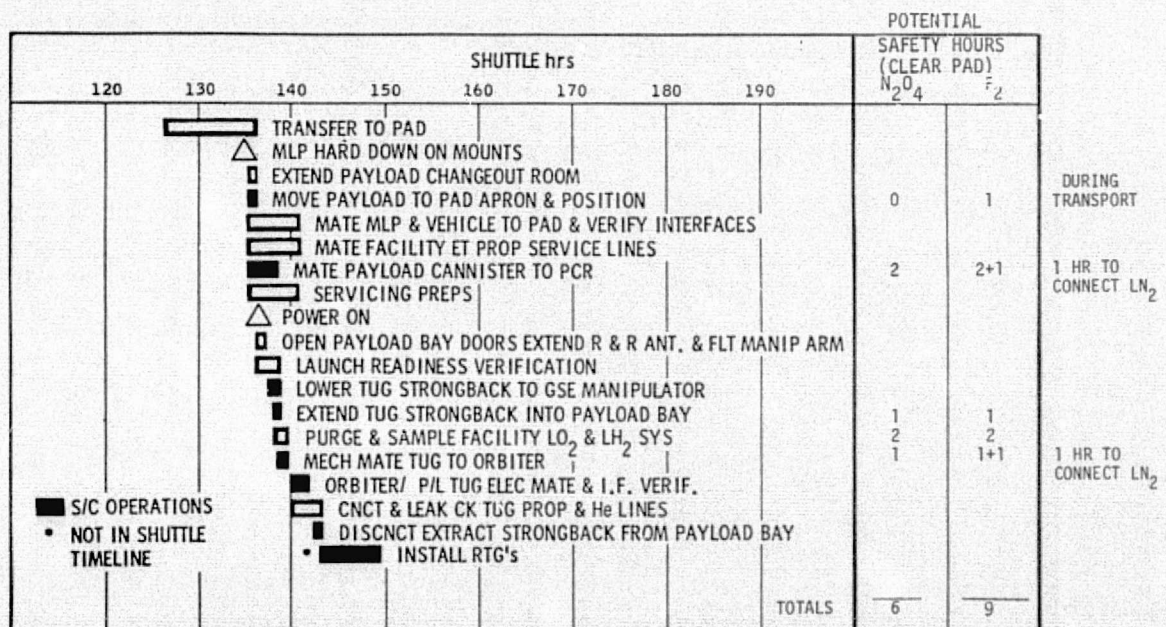 POTENTIAL
SAFETY HOURS
(CLEAR PAD)
SHUTTLE hrs
N2O4 F2
120 130 140 150 160 170 180 190
TRANSFER TO PAD
MLP HARD DOWN ON MOUNTS
EXTEND PAYLOAD CHANGEOUT ROOM
MOVE PAYLOAD TO PAD APRON & POSITION 0 1 DURING TRANSPORT
MATE MLP & VEHICLE TO PAD & VERIFY INTERFACES
MATE FACILITY ET PROP SERVICE LINES
MATE PAYLOAD CANNISTER TO PCR 2 2+1 1 HR TO CONNECT LN2
SERVICING PREPS
POWER ON
OPEN PAYLOAD BAY DOORS EXTEND R & R ANT. & FLT MANIP ARM
LAUNCH READINESS VERIFICATION
LOWER TUG STRONGBACK TO GSE MANIPULATOR
EXTEND TUG STRONGBACK INTO PAYLOAD BAY 1 1
PURGE & SAMPLE FACILITY LO2 & LH2 SYS 2 2
MECH MATE TUG TO ORBITER 1 1+1 1 HR TO CONNECT LN2
ORBITER/ P/L TUG ELEC MATE & I.F. VERIF.
S/C OPERATIONS
CNCT & LEAK CK TUG PROP & He LINES
• NOT IN SHUTTLE
TIMELINE
DISCNCT EXTRACT STRONGBACK FROM PAYLOAD BAY
• INSTALL RTG's
TOTALS 6 9